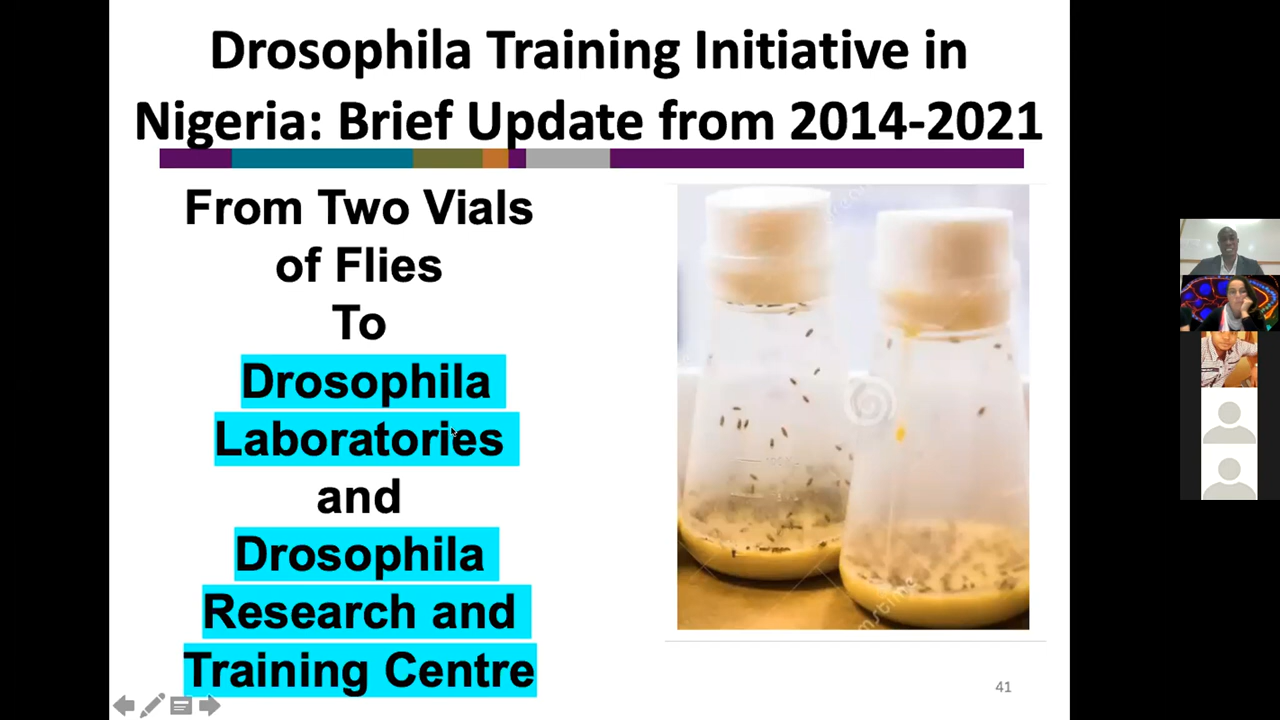 Drosophila Training Initiative in
Nigeria: Brief Update from 2014-2021
From Two Vials
of Flies
To
Drosophila
Laboratories
and
Drosophila
Research and
Training Centre
41